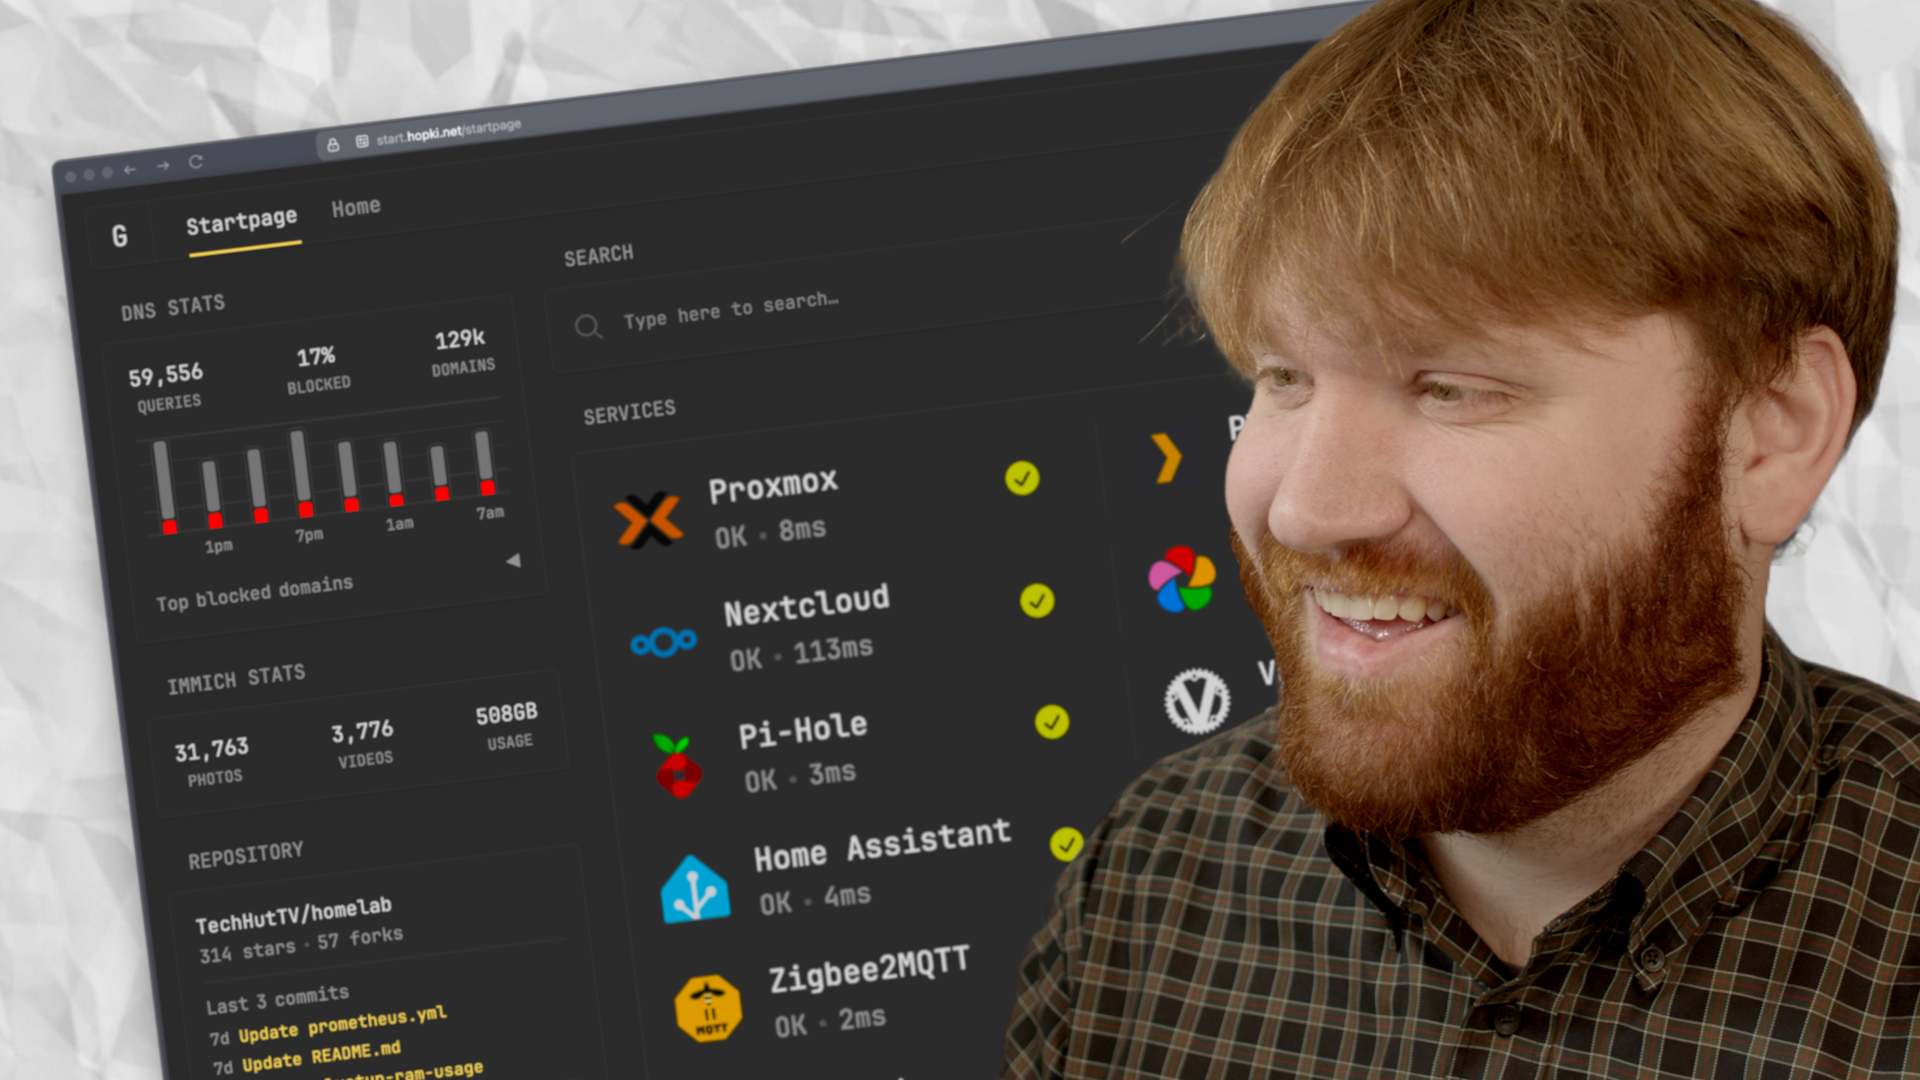 start.hopki.net/startpage
G
Startpage
Home
DNS STATS
59,556
QUERIES
17%
BLOCKED
129k
DOMAINS
1pm
7pm
1am
7am
Top blocked domains
IMMICH STATS
31,763
PHOTOS
3,776
VIDEOS
508GB
USAGE
REPOSITORY
TechHutTV/homelab
314 stars • 57 forks
Last 3 commits
7d Update prometheus.yml
7d Update README.md
-ram-usage
SEARCH
Type here to search…
SERVICES
Proxmox
OK • 8ms
Nextcloud
OK • 113ms
Pi-Hole
OK • 3ms
Home Assistant
OK • 4ms
MQTT
Zigbee2MQTT
OK • 2ms
P
V
V